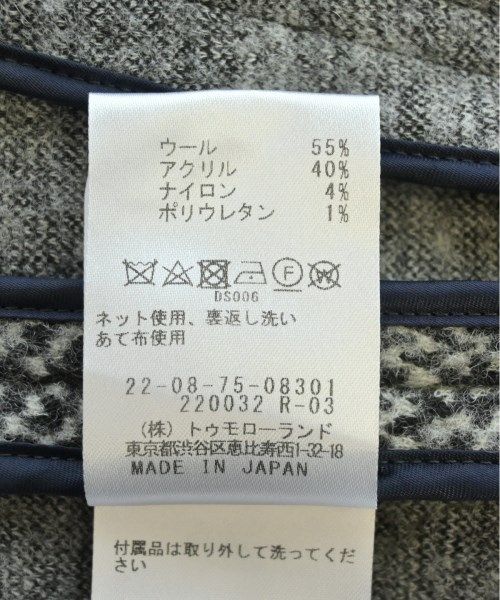 ウール 55%
アクリル 40%
ナイロン 4%
ポリウレタン 1%
F W
DS006
ネット使用、裏返し洗い
あて布使用
22-08-75-08301
220032 R-03
(株) トゥモローランド
東京都渋谷区恵比寿西1-32-18
MADE IN JAPAN
付属品は取り外して洗ってくだ
さい